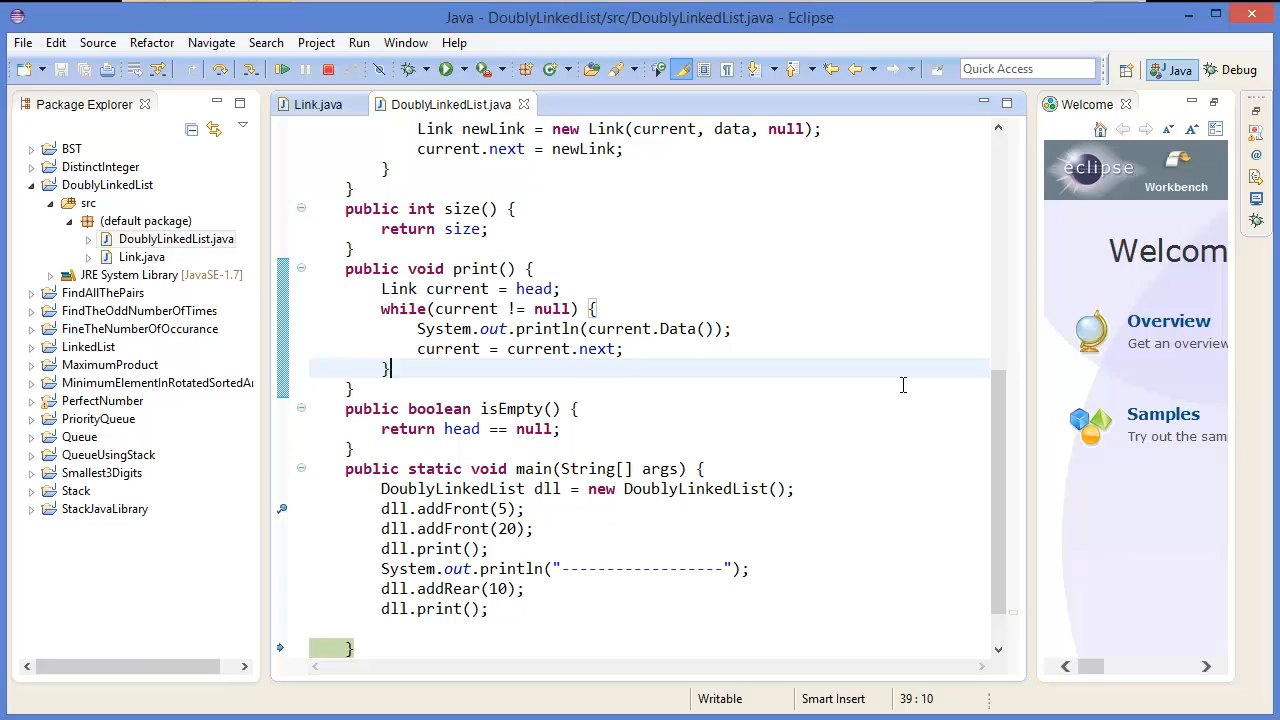 Java - DoublyLinkedList/src/DoublyLinkedList.java - Eclipse
File Edit Source Refactor Navigate Search Project Run Window Help
Quick Access Java Debug
Package Explorer
BST
DistinctInteger
DoublyLinkedList
src
(default package)
DoublyLinkedList.java
Link.java
JRE System Library [JavaSE-1.7]
FindAllThePairs
FindTheOddNumberOfTimes
FineTheNumberOfOccurance
LinkedList
MaximumProduct
MinimumElementInRotatedSortedAr
PerfectNumber
PriorityQueue
Queue
QueueUsingStack
Smallest3Digits
Stack
StackJavaLibrary
Link.java DoublyLinkedList.java
Link newLink = new Link(current, data, null);
current.next = newLink;
}
}
public int size() {
return size;
}
public void print() {
Link current = head;
while(current != null) {
System.out.println(current.Data());
current = current.next;
}
}
public boolean isEmpty() {
return head == null;
}
public static void main(String[] args) {
DoublyLinkedList dll = new DoublyLinkedList();
dll.addFront(5);
dll.addFront(20);
dll.print();
System.out.println("------------------");
dll.addRear(10);
dll.print();
}
Welcome
eclipse
Workbench
Welcom
Overview
Get an overview
Samples
Try out the sam
Writable Smart Insert 39 : 10